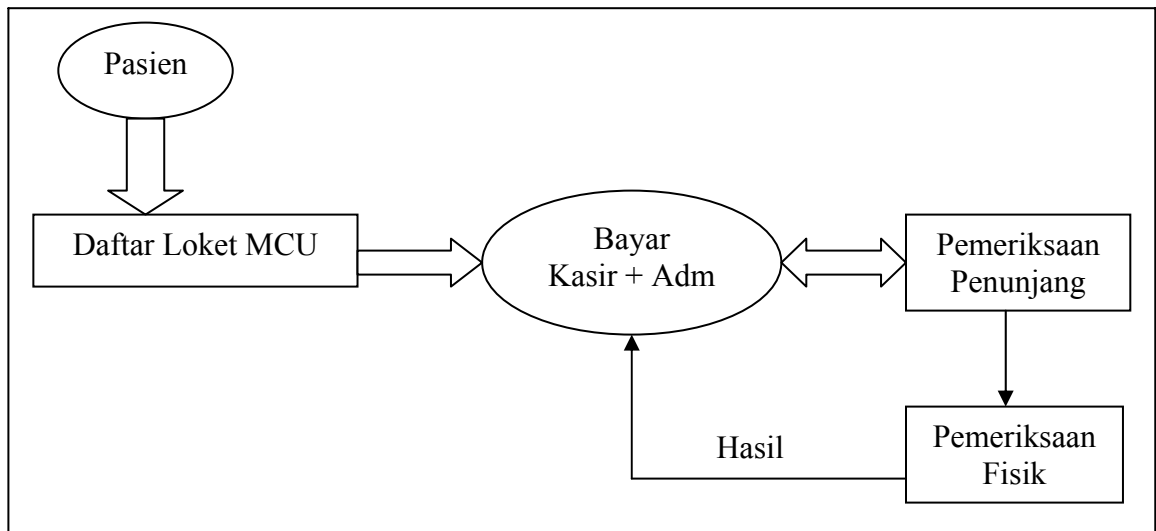 Pasien
Daftar Loket MCU
Bayar
Kasir + Adm
Pemeriksaan
Penunjang
Hasil
Pemeriksaan
Fisik